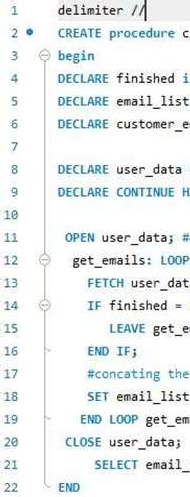 1 delimiter //
2 CREATE procedure c
3 begin
4 DECLARE finished i
5 DECLARE email_list
6 DECLARE customer_e
7
8 DECLARE user_data
9 DECLARE CONTINUE H
10
11 OPEN user_data; #
12 get_emails: LOOP
13 FETCH user_dat
14 IF finished =
15 LEAVE get_e
16 END IF;
17 #concating the
18 SET email_list
19 END LOOP get_em
20 CLOSE user_data;
21 SELECT email_
22 END